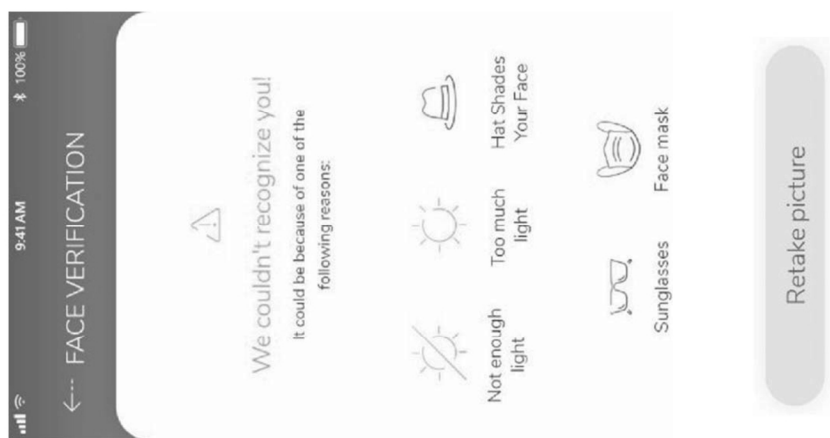 9:41 AM
100%
FACE VERIFICATION
We couldn't recognize you!
It could be because of one of the
following reasons:
Not enough
light
Too much
light
Hat Shades
Your Face
Sunglasses
Face mask
Retake picture